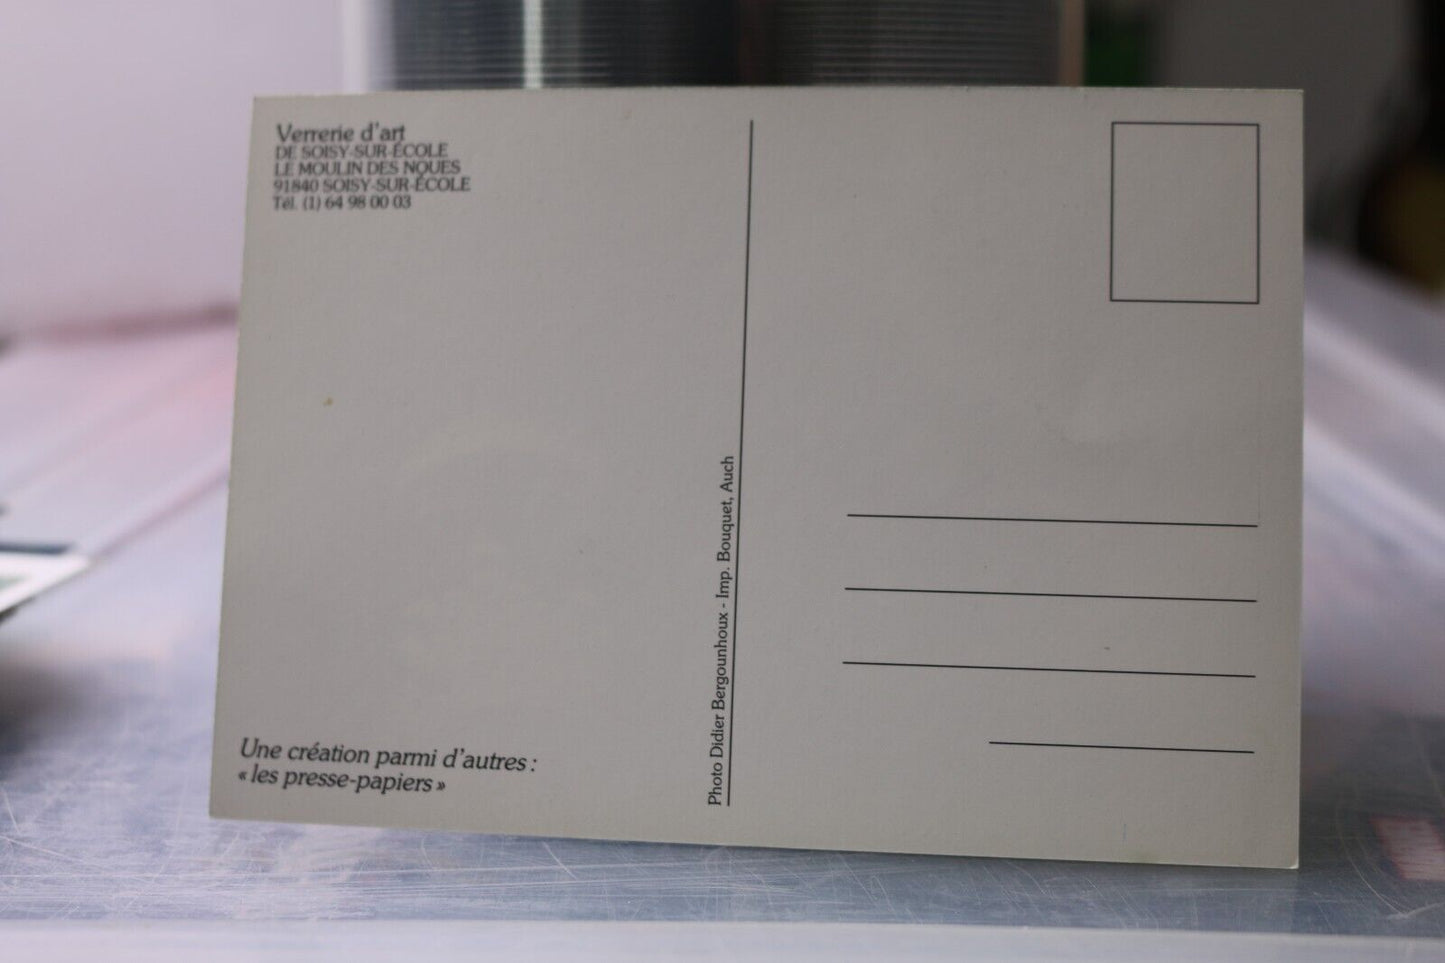 Verrerie d'art
DE SOISY-SUR-ÉCOLE
LE MOULIN DES NOUES
91840 SOISY-SUR-ÉCOLE
Tél. (1) 64 98 00 03
Une création parmi d'autres :
« les presse-papiers »
Photo Didier Bergounhoux - Imp. Bouquet, Auch